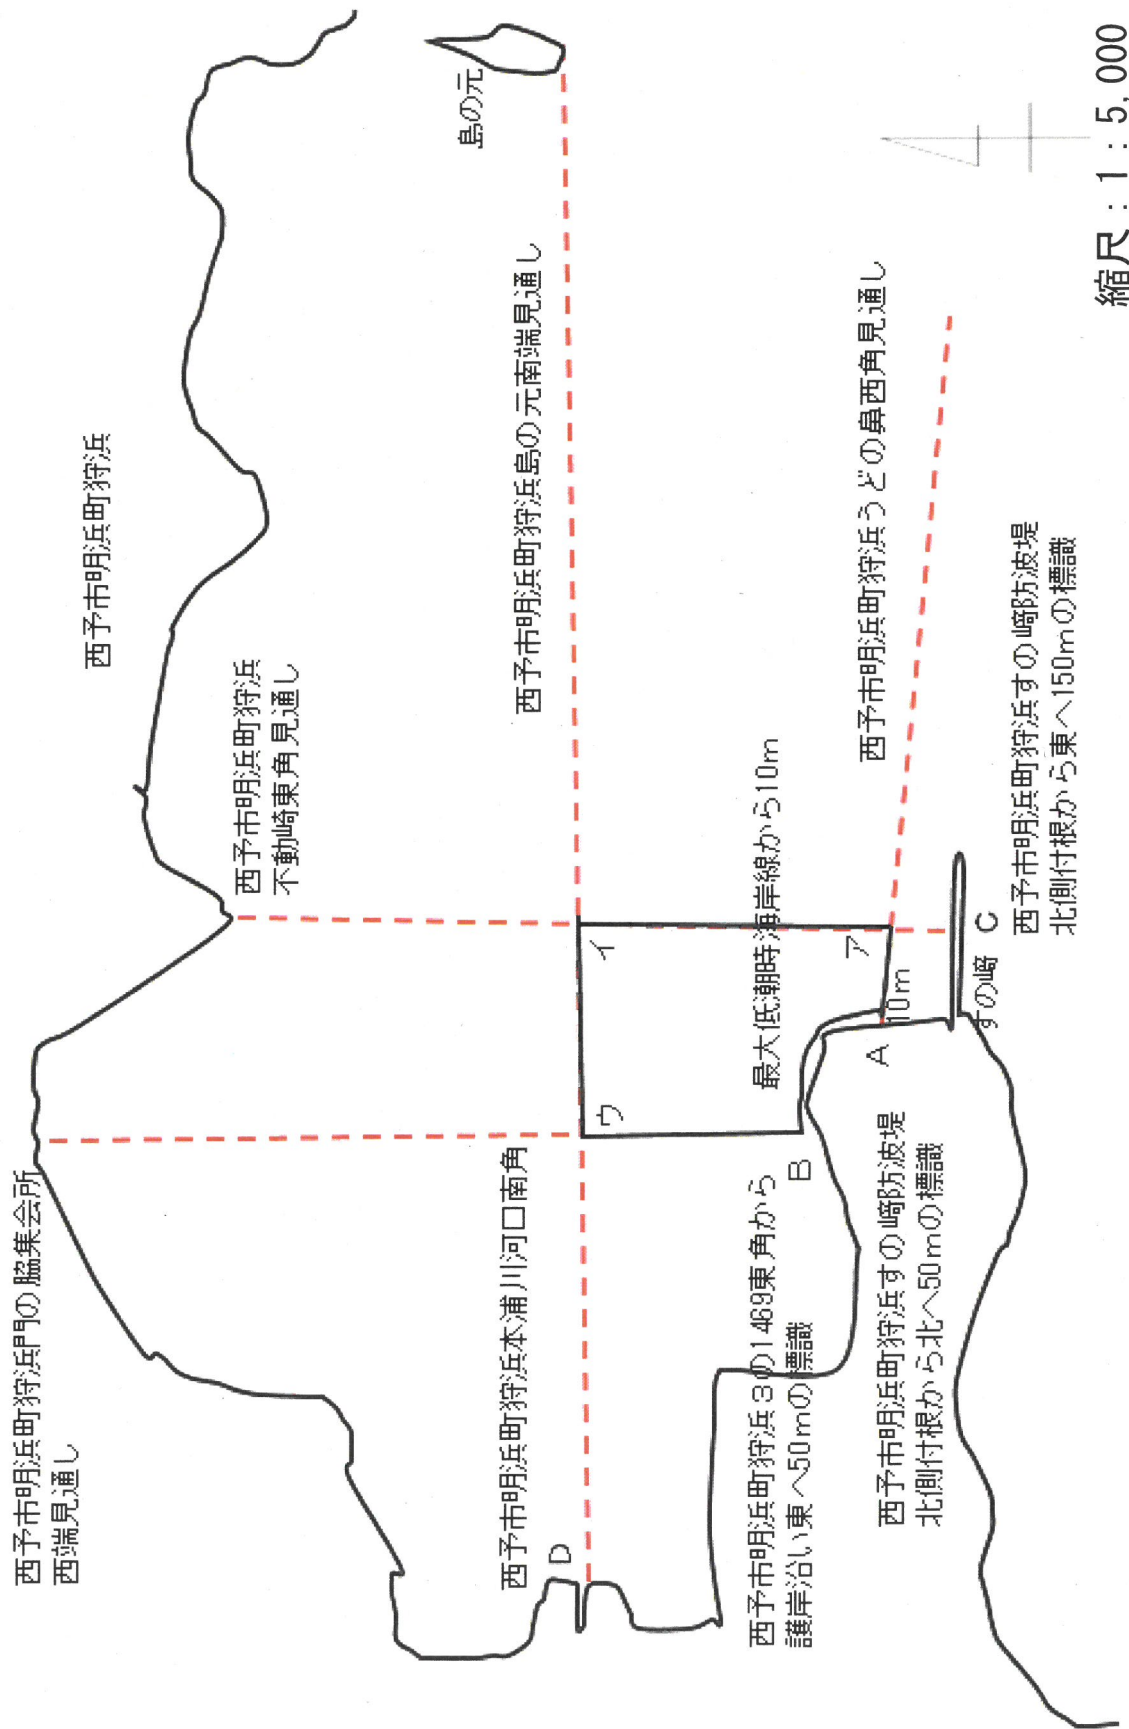 西予市明浜町狩浜門の脇集会所
西端見通し
西予市明浜町狩浜
西予市明浜町狩浜
不動崎東角見通し
島の元
西予市明浜町狩浜島の元南端見通し
西予市明浜町狩浜本浦川河口南角
D
ウ
イ
最大低潮時海岸線から10m
ア
西予市明浜町狩浜うどの鼻西角見通し
B
A
10m
すの崎
C
西予市明浜町狩浜3の1469東角から
護岸沿い東へ50mの標識
西予市明浜町狩浜すの崎防波堤
北側付根から北へ50mの標識
西予市明浜町狩浜すの崎防波堤
北側付根から東へ150mの標識
縮尺:1:5,000